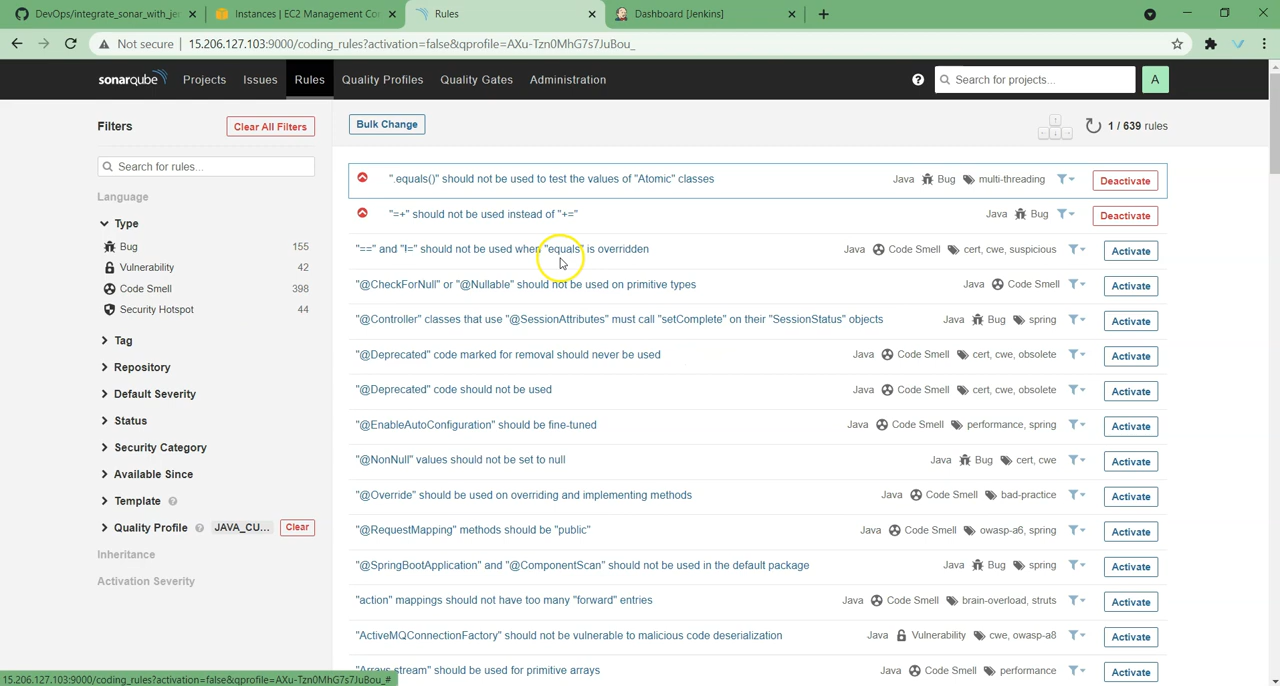 DevOps/integrate_sonar_with_je
Instances | EC2 Management Co
Rules
Dashboard [Jenkins]
Not secure
15.206.127.103:9000/coding_rules?activation=false&qprofile=AXu-Tzn0MhG7s7JuBou_
sonarqube
Projects
Issues
Rules
Quality Profiles
Quality Gates
Administration
Search for projects...
A
Filters
Clear All Filters
Bulk Change
1 / 639 rules
Search for rules...
Language
Type
Bug 155
Vulnerability 42
Code Smell 398
Security Hotspot 44
Tag
Repository
Default Severity
Status
Security Category
Available Since
Template
Quality Profile JAVA_CU... Clear
Inheritance
Activation Severity
".equals()" should not be used to test the values of "Atomic" classes Java Bug multi-threading Deactivate
"=+" should not be used instead of "+=" Java Bug Deactivate
"==" and "!=" should not be used when "equals" is overridden Java Code Smell cert, cwe, suspicious Activate
"@CheckForNull" or "@Nullable" should not be used on primitive types Java Code Smell Activate
"@Controller" classes that use "@SessionAttributes" must call "setComplete" on their "SessionStatus" objects Java Bug spring Activate
"@Deprecated" code marked for removal should never be used Java Code Smell cert, cwe, obsolete Activate
"@Deprecated" code should not be used Java Code Smell cert, cwe, obsolete Activate
"@EnableAutoConfiguration" should be fine-tuned Java Code Smell performance, spring Activate
"@NonNull" values should not be set to null Java Bug cert, cwe Activate
"@Override" should be used on overriding and implementing methods Java Code Smell bad-practice Activate
"@RequestMapping" methods should be "public" Java Code Smell owasp-a6, spring Activate
"@SpringBootApplication" and "@ComponentScan" should not be used in the default package Java Bug spring Activate
"action" mappings should not have too many "forward" entries Java Code Smell brain-overload, struts Activate
"ActiveMQConnectionFactory" should not be vulnerable to malicious code deserialization Java Vulnerability cwe, owasp-a8 Activate
"Arrays.stream" should be used for primitive arrays Java Code Smell performance Activate
15.206.127.103:9000/coding_rules?activation=false&qprofile=AXu-Tzn0MhG7s7JuBou_#